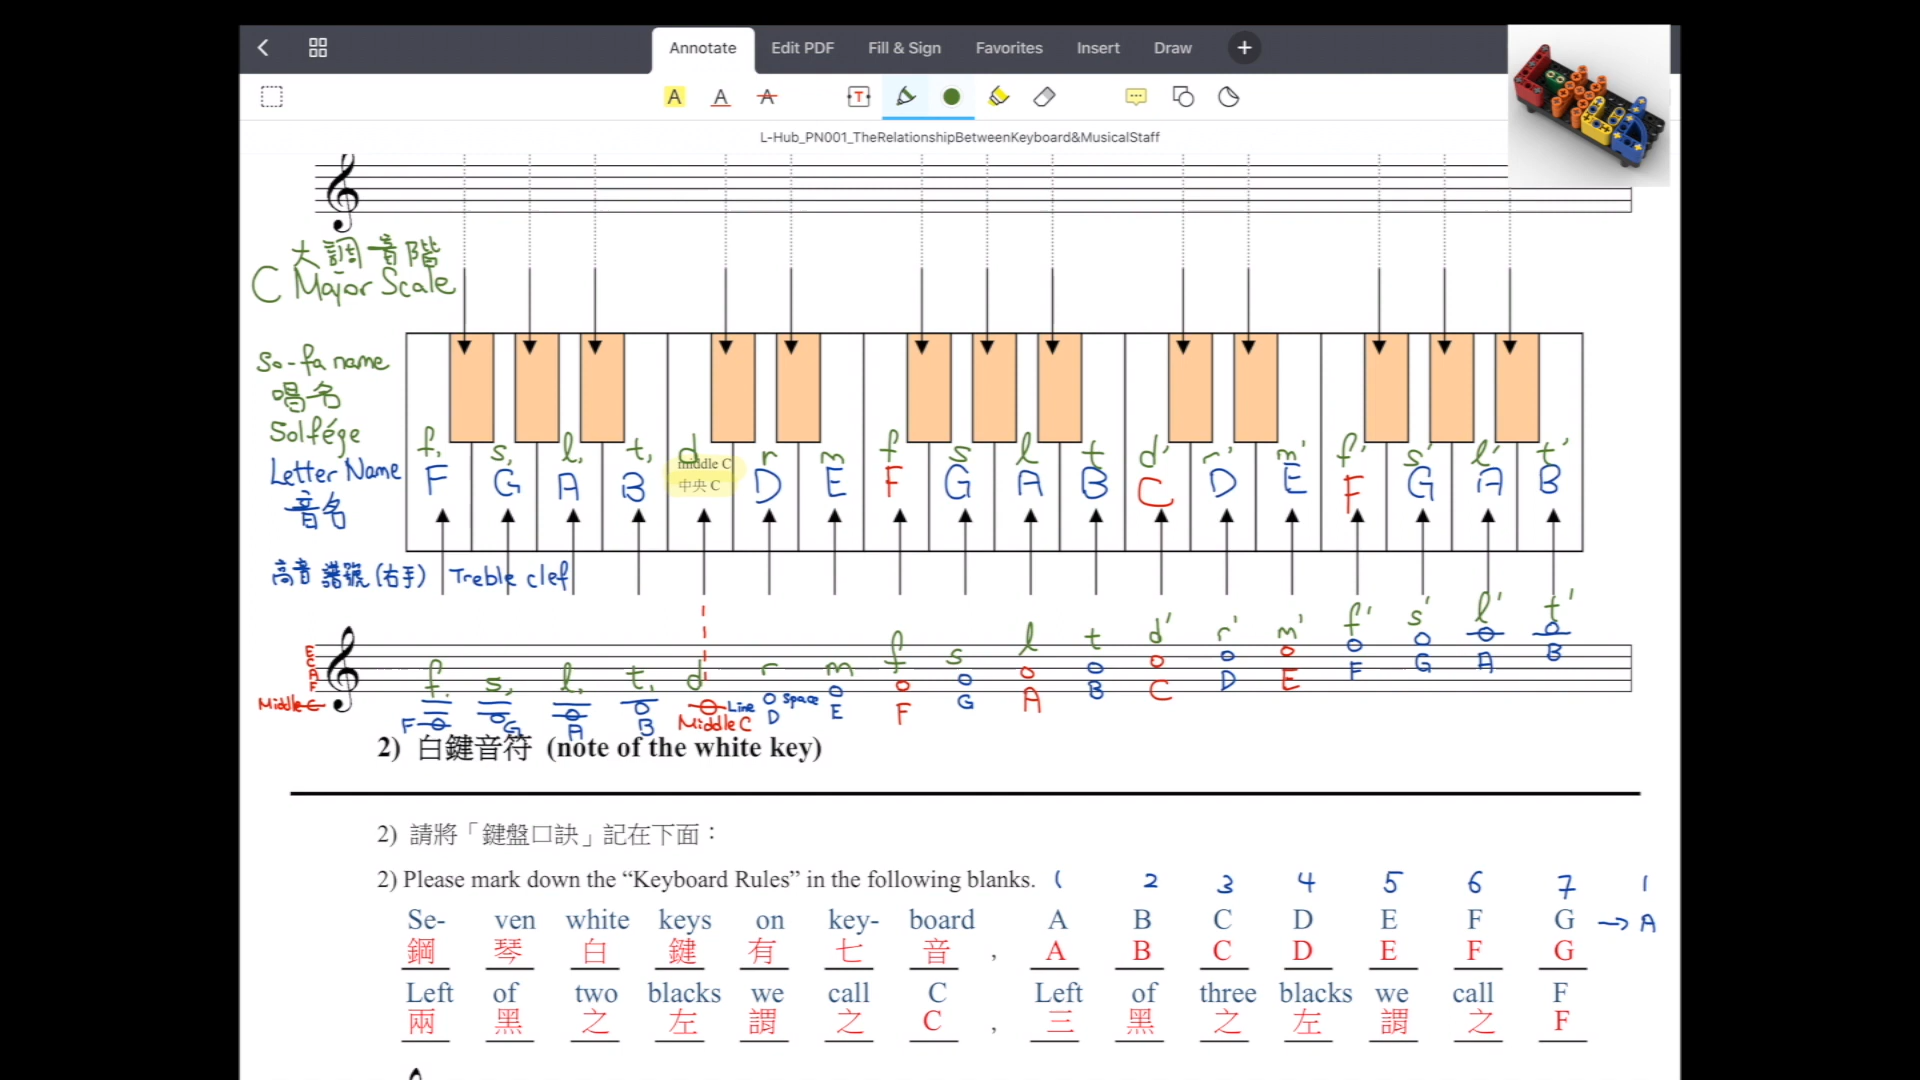 Annotate Edit PDF Fill & Sign Favorites Insert Draw +
A A A T
L-Hub_PN001_TheRelationshipBetweenKeyboard&MusicalStaff
大調音階
C Major Scale
So-fa name
唱名
Solfége
f, s, l, t, d r m f s l t d' r' m' f' s' l' t'
Letter Name
音名
F G A B middle C D E F G A B C D E F G A B
中央 C
高音譜號(右手) Treble clef
f, s, l, t, d r m f s l t d' r' m' f' s' l' t'
E
C
A
F
Middle C
F G A B Middle C Line D Space E F G A B C D E F G A B
2) 白鍵音符 (note of the white key)
2) 請將「鍵盤口訣」記在下面：
2) Please mark down the “Keyboard Rules” in the following blanks. 1 2 3 4 5 6 7 1
Se- ven white keys on key- board A B C D E F G → A
鋼 琴 白 鍵 有 七 音 , A B C D E F G
Left of two blacks we call C Left of three blacks we call F
兩 黑 之 左 謂 之 C , 三 黑 之 左 謂 之 F